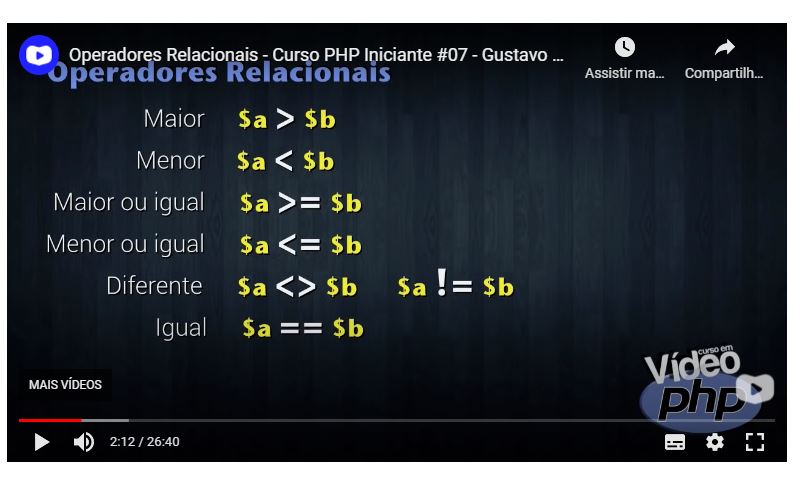 Operadores Relacionais - Curso PHP Iniciante #07 - Gustavo ...
Assistir ma...
Compartilh...
Operadores Relacionais
Maior $a > $b
Menor $a < $b
Maior ou igual $a >= $b
Menor ou igual $a <= $b
Diferente $a <> $b $a != $b
Igual $a == $b
curso em
Vídeo
php
MAIS VÍDEOS
2:12 / 26:40